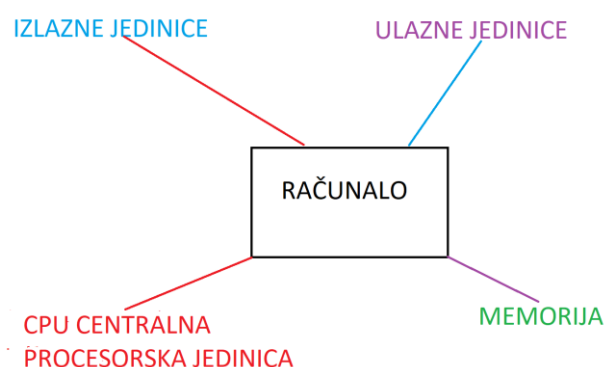 IZLAZNE JEDINICE
ULAZNE JEDINICE
RAČUNALO
CPU CENTRALNA
PROCESORSKA JEDINICA
MEMORIJA